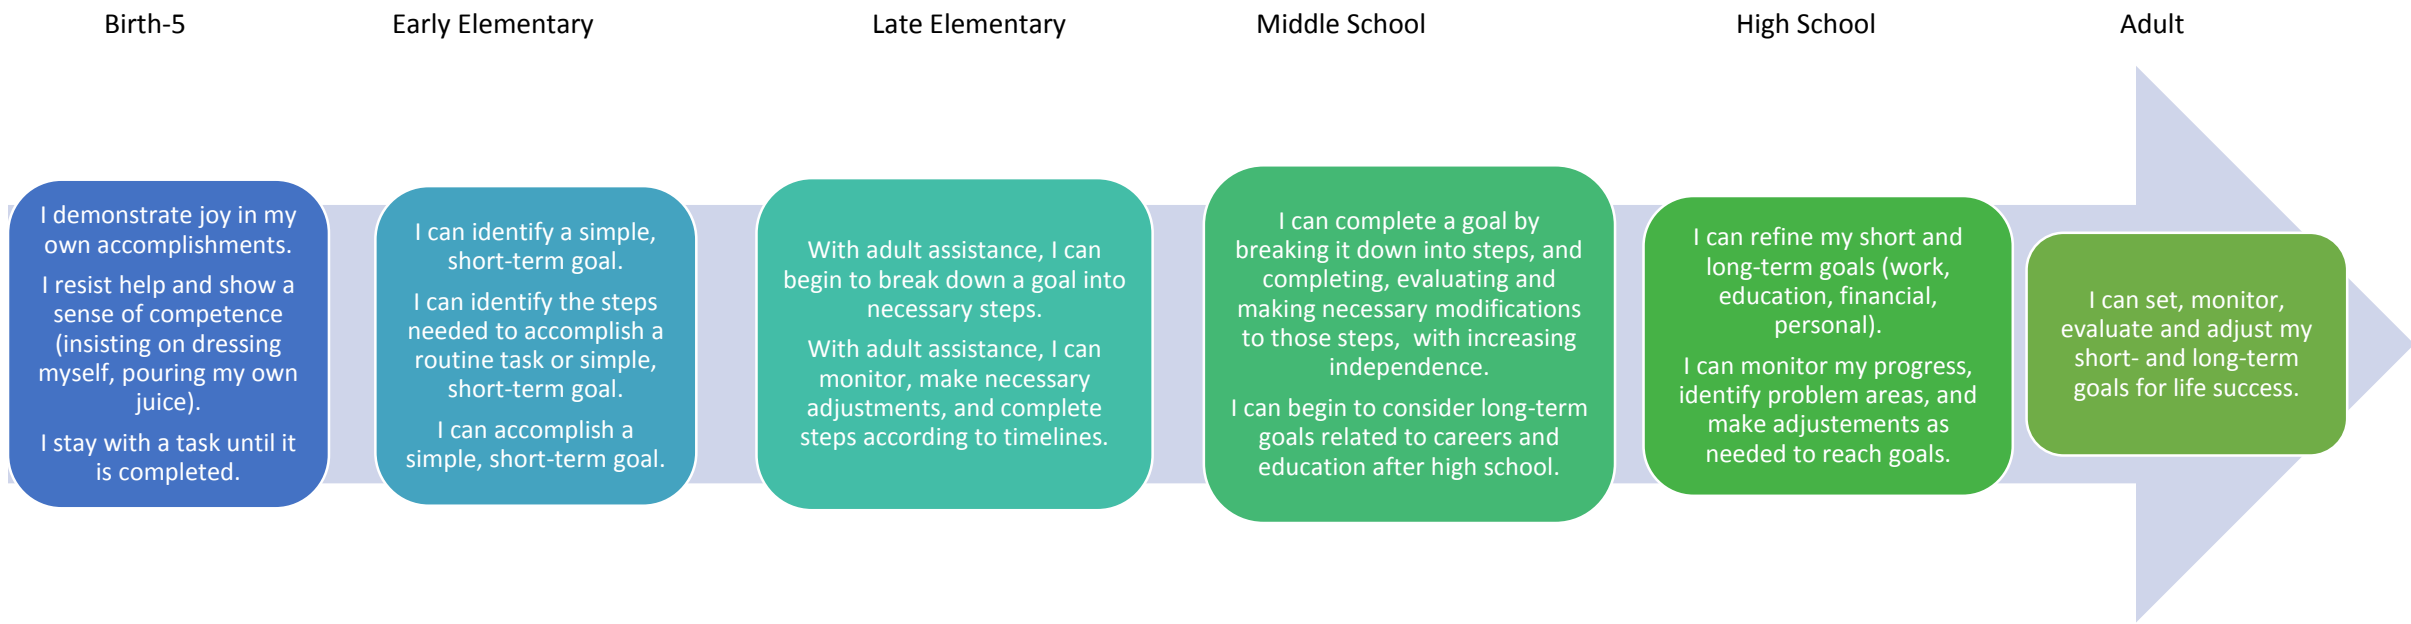 Birth-5
Early Elementary
Late Elementary
Middle School
High School
Adult
I demonstrate joy in my
own accomplishments.
I resist help and show a
sense of competence
(insisting on dressing
myself, pouring my own
juice).
I stay with a task until it
is completed.
I can identify a simple,
short-term goal.
I can identify the steps
needed to accomplish a
routine task or simple,
short-term goal.
I can accomplish a
simple, short-term goal.
With adult assistance, I can
begin to break down a goal into
necessary steps.
With adult assistance, I can
monitor, make necessary
adjustments, and complete
steps according to timelines.
I can complete a goal by
breaking it down into steps, and
completing, evaluating and
making necessary modifications
to those steps,  with increasing
independence.
I can begin to consider long-term
goals related to careers and
education after high school.
I can refine my short and
long-term goals (work,
education, financial,
personal).
I can monitor my progress,
identify problem areas, and
make adjustements as
needed to reach goals.
I can set, monitor,
evaluate and adjust my
short- and long-term
goals for life success.